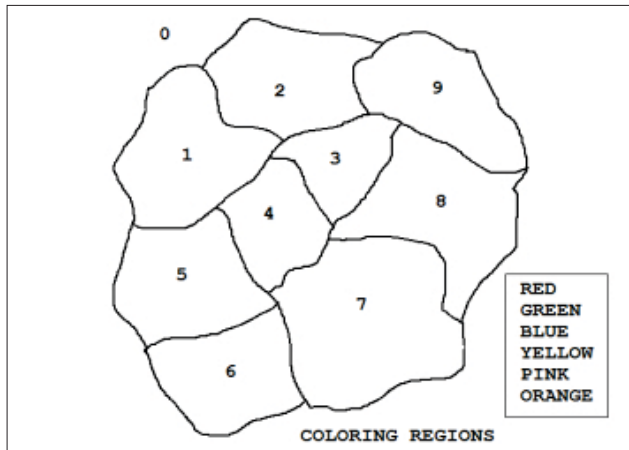 0
2
9
1
3
4
8
5
7
6
RED
GREEN
BLUE
YELLOW
PINK
ORANGE
COLORING REGIONS